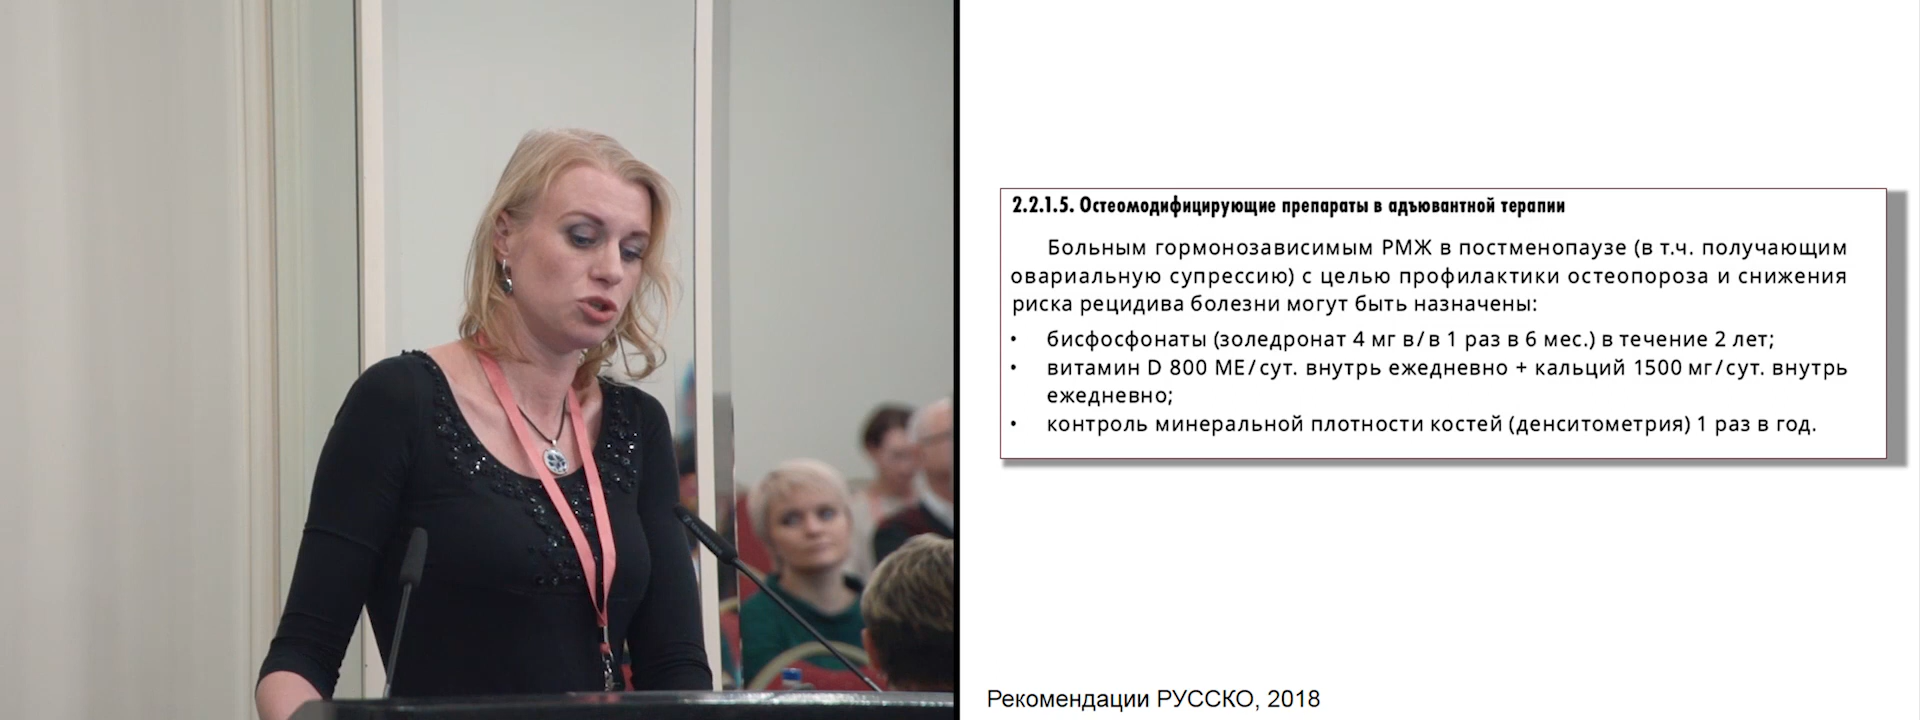 2.2.1.5. Остеомодифицирующие препараты в адъювантной терапии
Больным гормонозависимым РМЖ в постменопаузе (в т.ч. получающим
овариальную супрессию) с целью профилактики остеопороза и снижения
риска рецидива болезни могут быть назначены:
• бисфосфонаты (золедронат 4 мг в/в 1 раз в 6 мес.) в течение 2 лет;
• витамин D 800 МЕ/сут. внутрь ежедневно + кальций 1500 мг/сут. внутрь
ежедневно;
• контроль минеральной плотности костей (денситометрия) 1 раз в год.
Рекомендации РУССКО, 2018